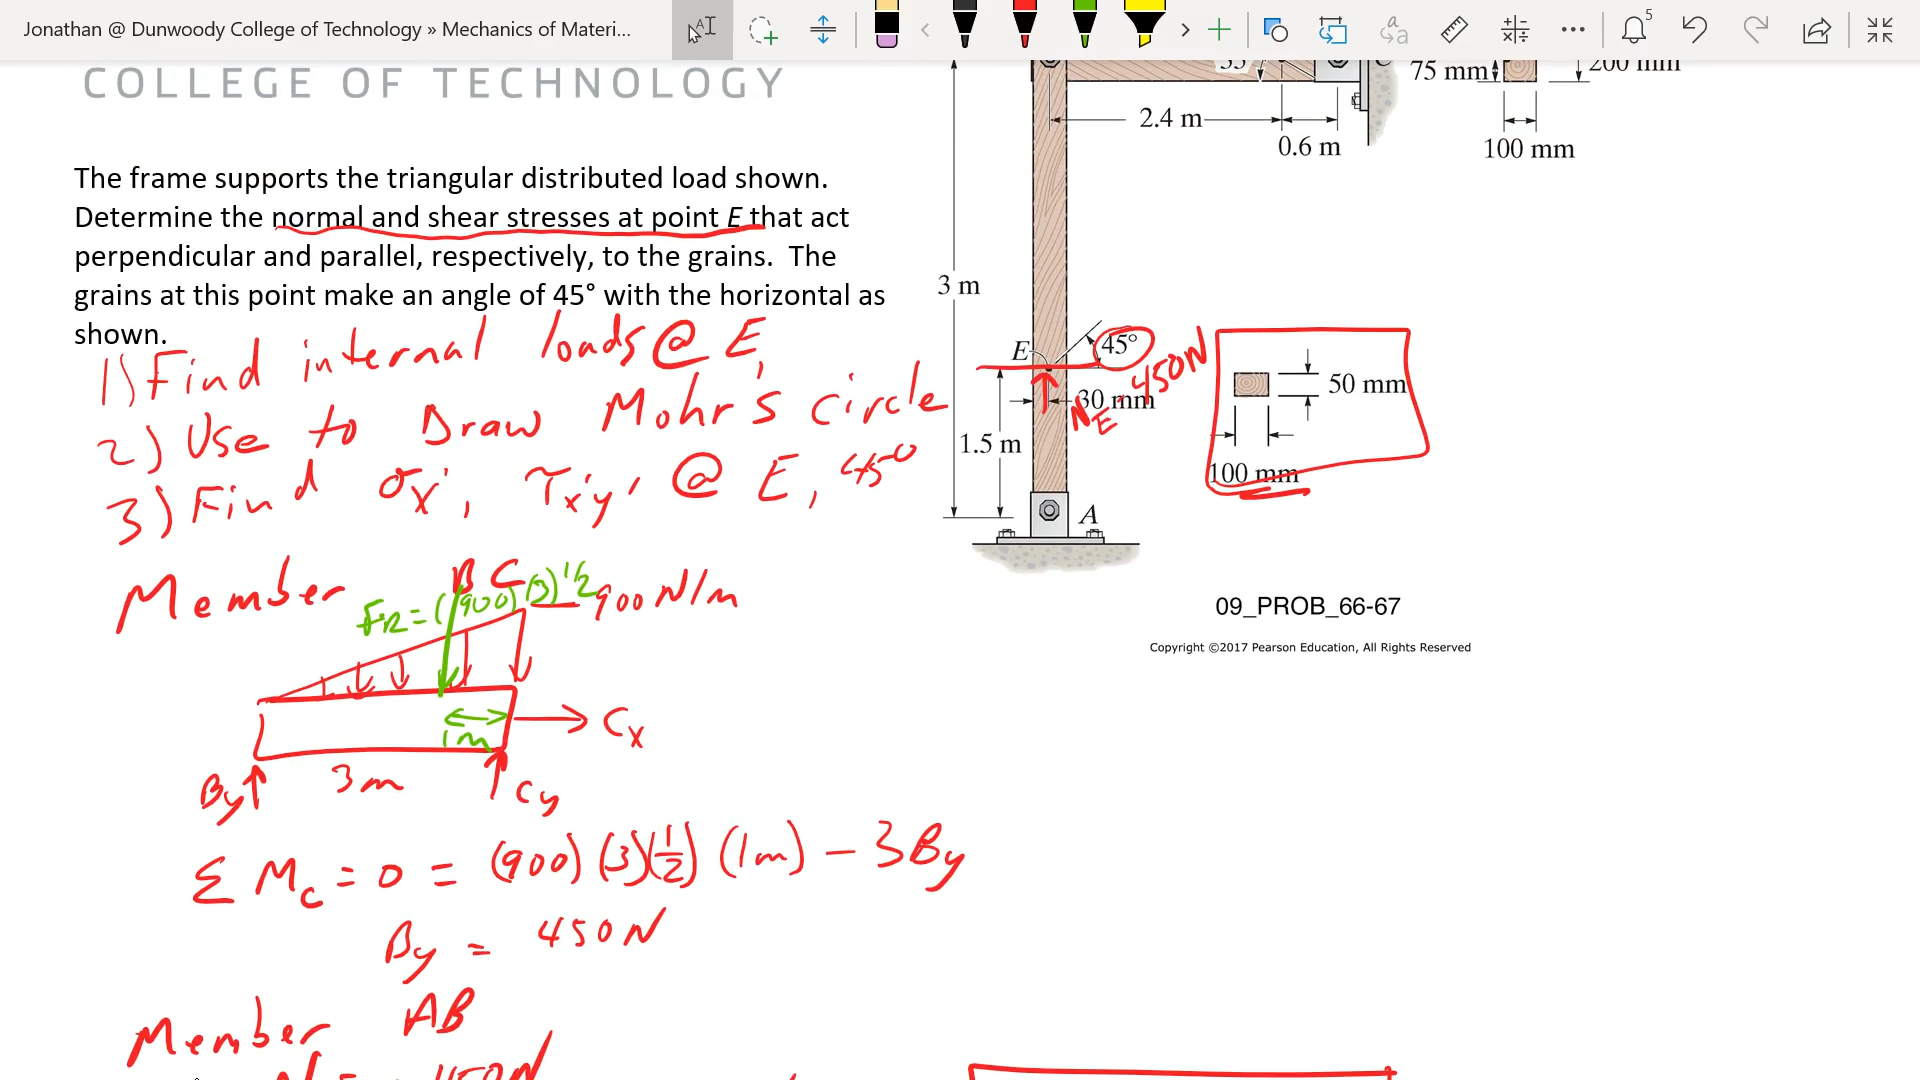 Jonathan @ Dunwoody College of Technology » Mechanics of Materi...
5
COLLEGE OF TECHNOLOGY
The frame supports the triangular distributed load shown.
Determine the normal and shear stresses at point E that act
perpendicular and parallel, respectively, to the grains. The
grains at this point make an angle of 45° with the horizontal as
shown.
1) Find internal loads @ E,
2) Use to Draw Mohr's circle
3) Find σx', τx'y' @ E, 45°
Member BC
FR = (900)(3)1/2
900 N/m
1m
Cx
By
3m
Cy
Σ Mc = 0 = (900)(3)(1/2)(1m) - 3By
By = 450N
Member AB
75 mm
200 mm
2.4 m
0.6 m
100 mm
3 m
E
45°
NE 450N
30 mm
1.5 m
A
50 mm
100 mm
09_PROB_66-67
Copyright ©2017 Pearson Education, All Rights Reserved